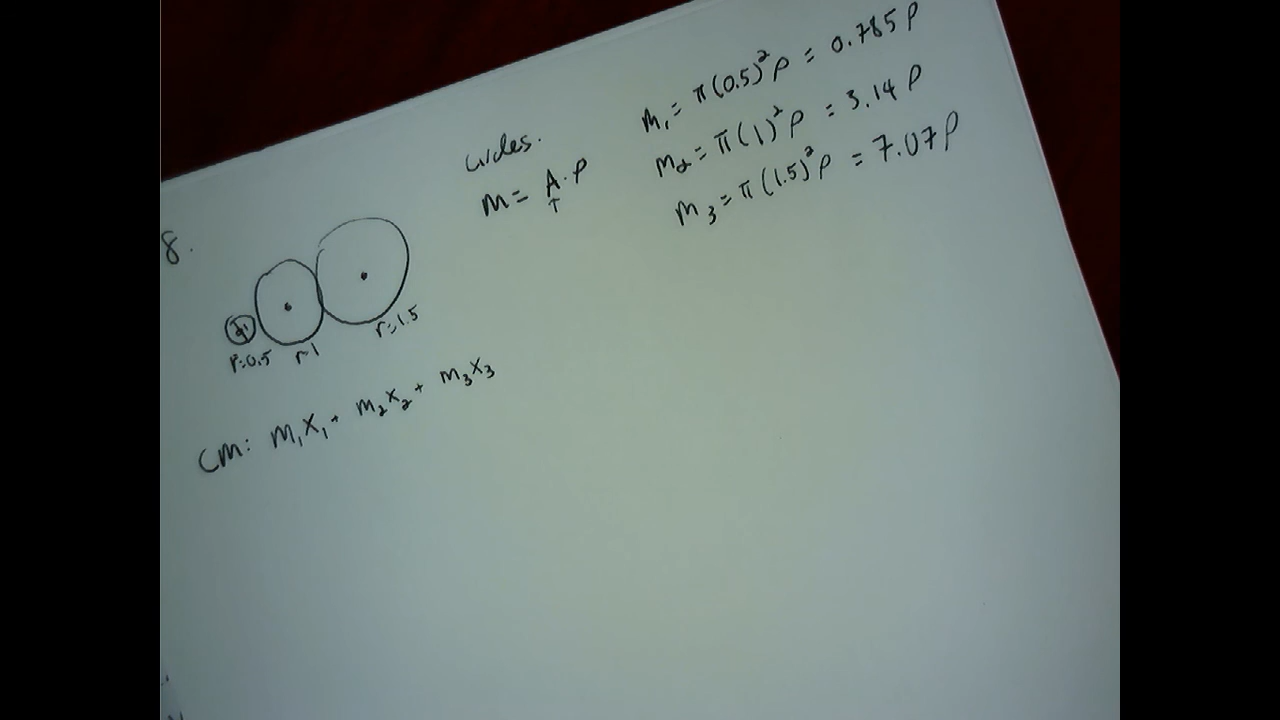 8.
r=0.5
r=1
r=1.5
CM: m₁x₁ + m₂x₂ + m₃x₃
circles.
m = A · ρ
↑
m₁ = π(0.5)²ρ = 0.785ρ
m₂ = π(1)²ρ = 3.14ρ
m₃ = π(1.5)²ρ = 7.07ρ